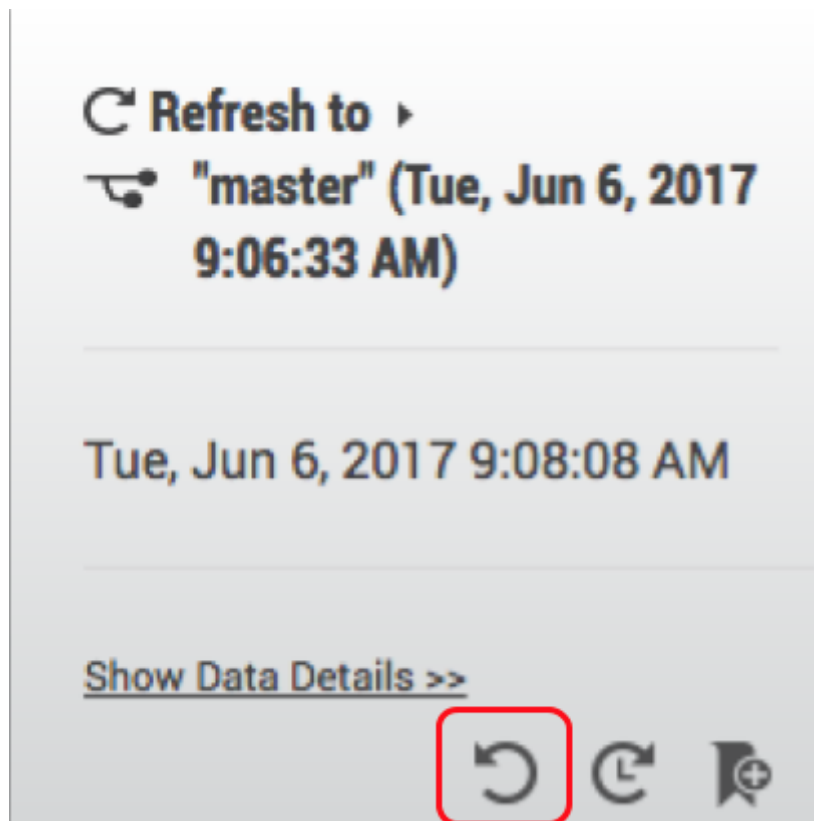 Refresh to
"master" (Tue, Jun 6, 2017
9:06:33 AM)
Tue, Jun 6, 2017 9:08:08 AM
Show Data Details >>